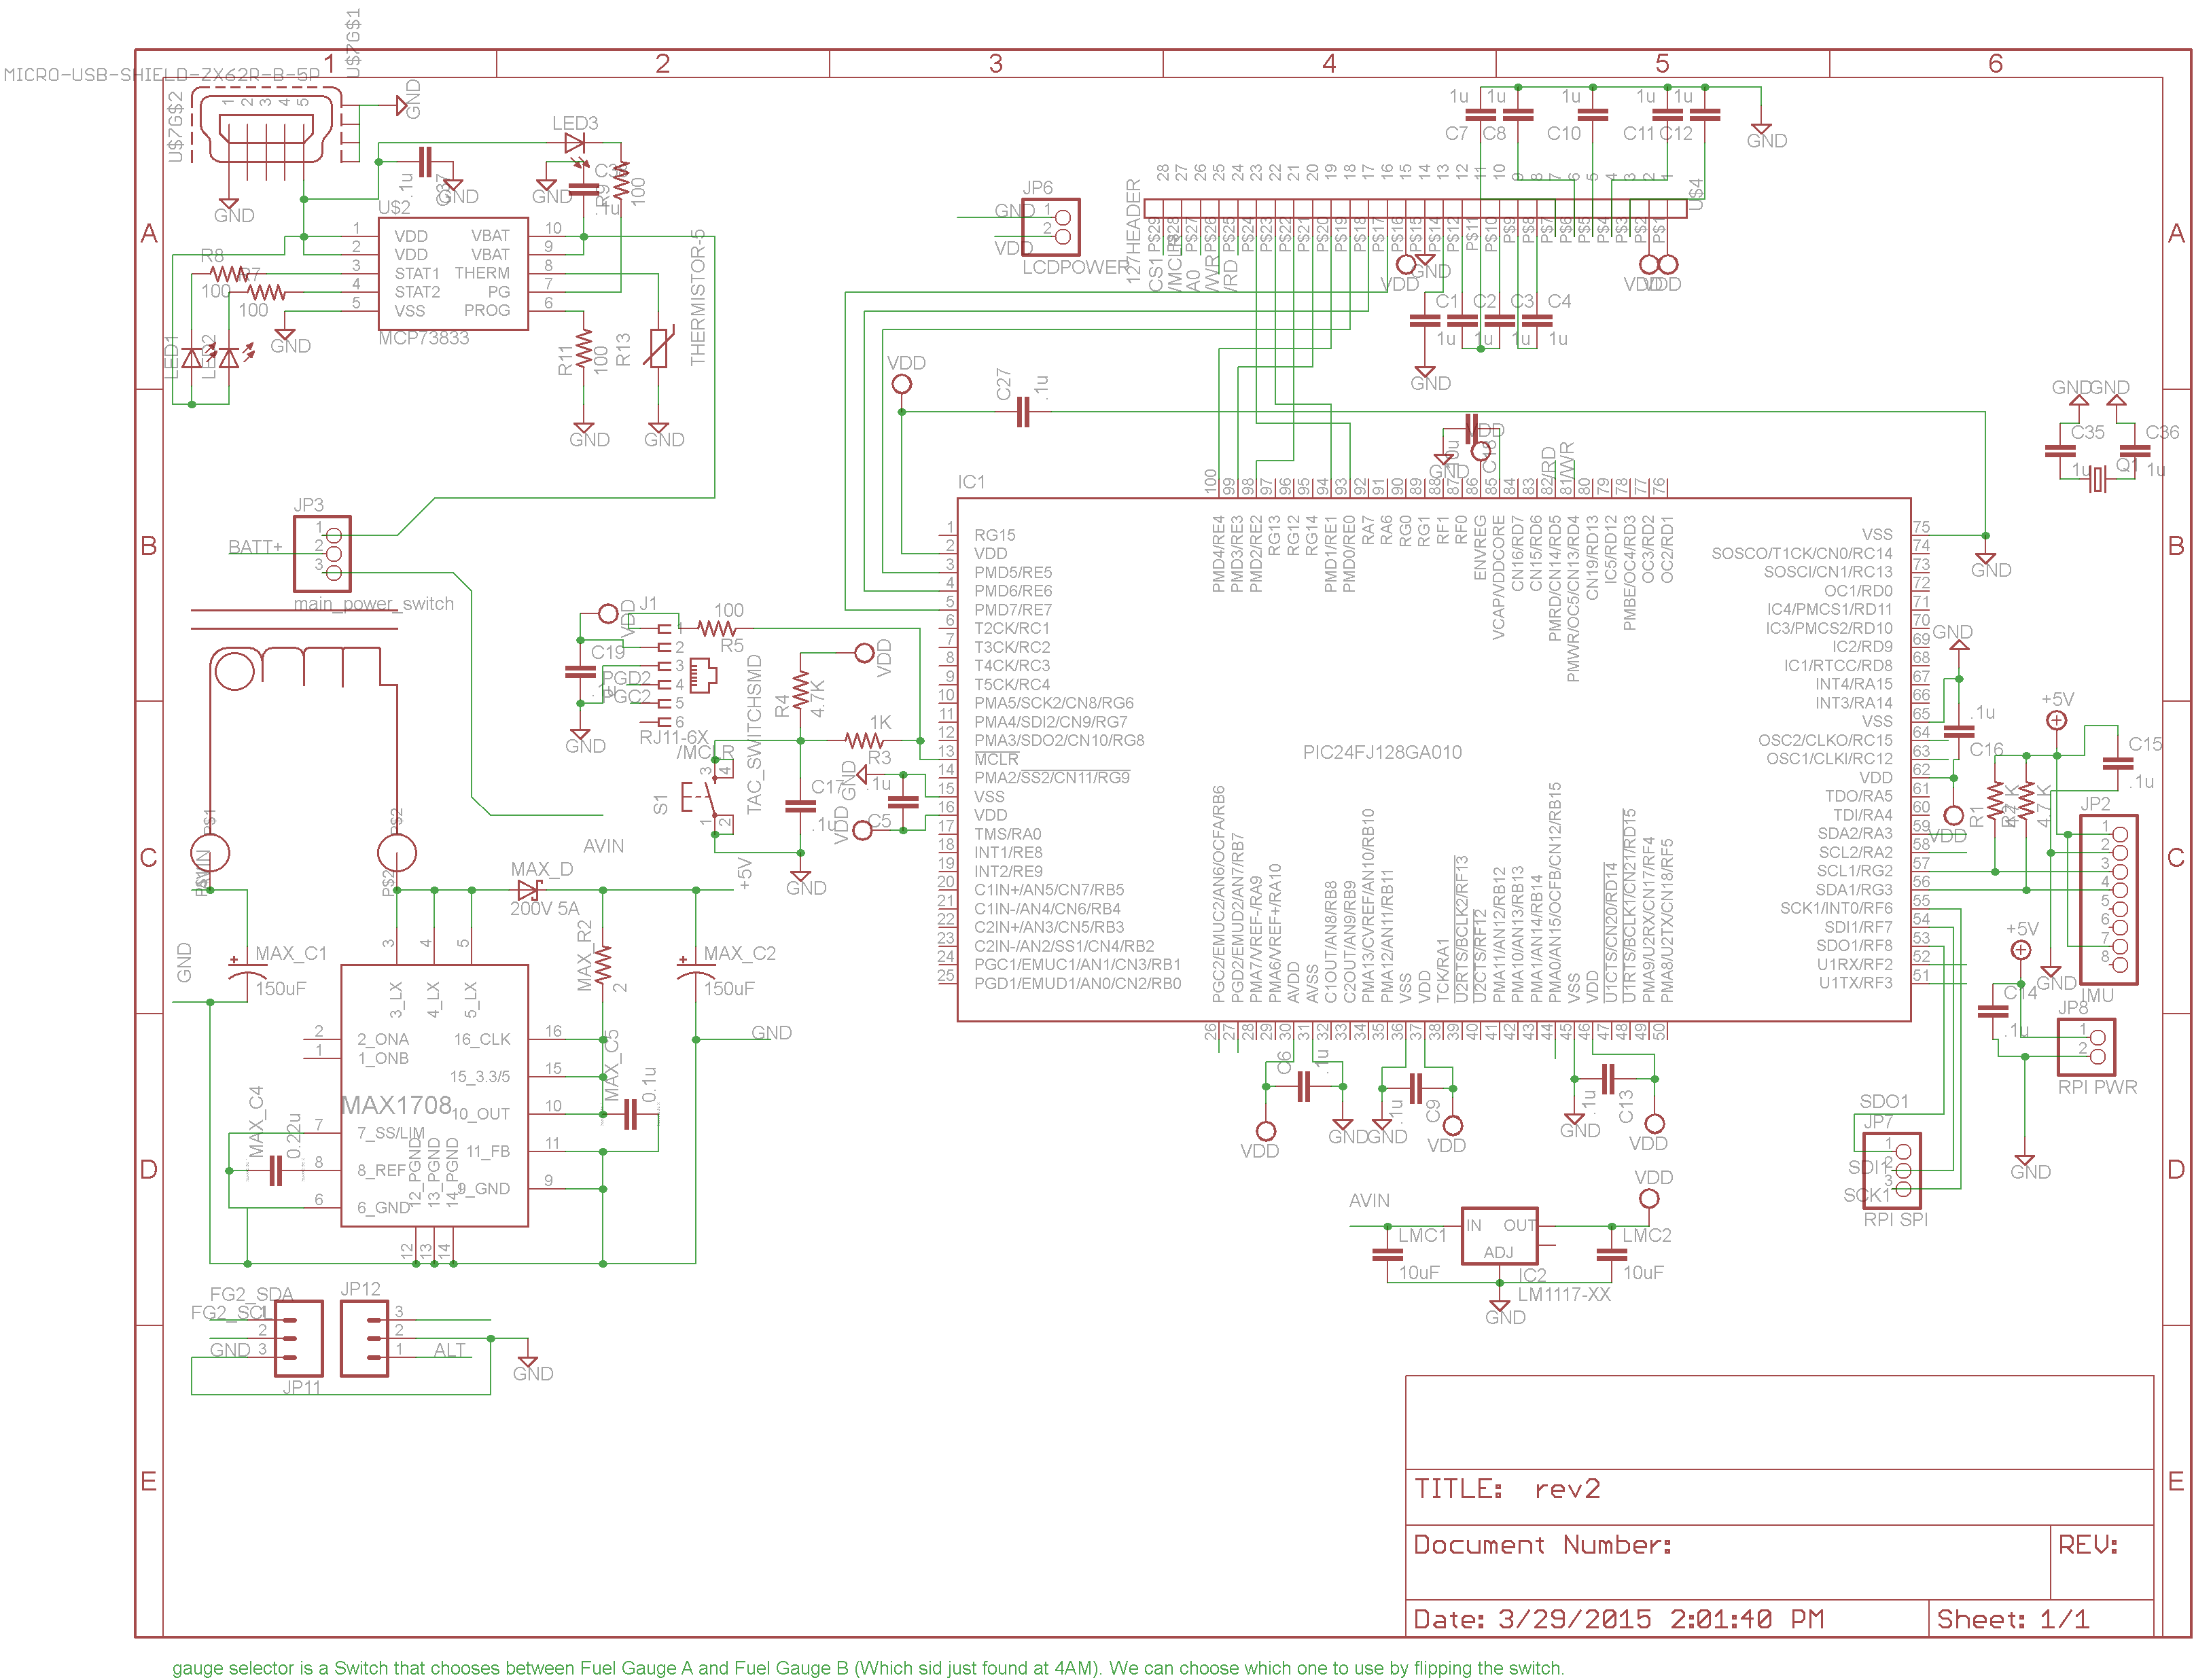 1 2 3 4 5 6
A B C D E
MICRO-USB-SHIELD-ZX62R-B-5P
U$7G$1
U$7G$2
1 2 3 4 5
GND
GND
LED3
.1u
GND
GND
R9
.1u
100
U$2
1 VDD VBAT 10
2 VDD VBAT 9
3 STAT1 THERM 8
4 STAT2 PG 7
5 VSS PROG 6
MCP73833
R8
R7
100
100
LED1
LED2
GND
R11
100
R13
THERMISTOR-5
GND
GND
JP6
GND 1
VDD 2
LCDPOWER
127HEADER
28 27 26 25 24 23 22 21 20 19 18 17 16 15 14 13 12 11 10 9 8 7 6 5 4 3 2 1
U$4
P$29 P$28 P$27 P$26 P$25 P$24 P$23 P$22 P$21 P$20 P$19 P$18 P$17 P$16 P$15 P$14 P$12 P$11 P$10 P$9 P$8 P$7 P$6 P$5 P$4 P$3 P$2 P$1
CS1
/MCLR
A0
/WR
/RD
1u 1u 1u 1u 1u
C7 C8 C10 C11 C12
GND
VDD
GND
VDD
VDD
C1 C2 C3 C4
1u 1u 1u 1u
GND
VDD
C27
.1u
GND
VDD
C18
/RD
/WR
GND GND
C35 C36
1u Q1 1u
JP3
1
BATT+ 2
3
main_power_switch
IC1
PIC24FJ128GA010
1 RG15
2 VDD
3 PMD5/RE5
4 PMD6/RE6
5 PMD7/RE7
6 T2CK/RC1
7 T3CK/RC2
8 T4CK/RC3
9 T5CK/RC4
10 PMA5/SCK2/CN8/RG6
11 PMA4/SDI2/CN9/RG7
12 PMA3/SDO2/CN10/RG8
13 MCLR
14 PMA2/SS2/CN11/RG9
15 VSS
16 VDD
17 TMS/RA0
18 INT1/RE8
19 INT2/RE9
20 C1IN+/AN5/CN7/RB5
21 C1IN-/AN4/CN6/RB4
22 C2IN+/AN3/CN5/RB3
23 C2IN-/AN2/SS1/CN4/RB2
24 PGC1/EMUC1/AN1/CN3/RB1
25 PGD1/EMUD1/AN0/CN2/RB0
100 PMD4/RE4
99 PMD3/RE3
98 PMD2/RE2
97 RG13
96 RG12
95 RG14
94 PMD1/RE1
93 PMD0/RE0
92 RA7
91 RA6
90 RG0
89 RG1
88 RF1
87 RF0
86 ENVREG
85 VCAP/VDDCORE
84 CN16/RD7
83 CN15/RD6
82 PMRD/CN14/RD5
81 PMWR/OC5/CN13/RD4
80 CN19/RD13
79 IC5/RD12
78 PMBE/OC4/RD3
77 OC3/RD2
76 OC2/RD1
VSS 75
SOSCO/T1CK/CN0/RC14 74
SOSCI/CN1/RC13 73
OC1/RD0 72
IC4/PMCS1/RD11 71
IC3/PMCS2/RD10 70
IC2/RD9 69
IC1/RTCC/RD8 68
INT4/RA15 67
INT3/RA14 66
VSS 65
OSC2/CLKO/RC15 64
OSC1/CLKI/RC12 63
VDD 62
TDO/RA5 61
TDI/RA4 60
SDA2/RA3 59
SCL2/RA2 58
SCL1/RG2 57
SDA1/RG3 56
SCK1/INT0/RF6 55
SDI1/RF7 54
SDO1/RF8 53
U1RX/RF2 52
U1TX/RF3 51
26 PGC2/EMUC2/AN6/OCFA/RB6
27 PGD2/EMUD2/AN7/RB7
28 PMA7/VREF-/RA9
29 PMA6/VREF+/RA10
30 AVDD
31 AVSS
32 C1OUT/AN8/RB8
33 C2OUT/AN9/RB9
34 PMA13/CVREF/AN10/RB10
35 PMA12/AN11/RB11
36 VSS
37 VDD
38 TCK/RA1
39 U2RTS/BCLK2/RF13
40 U2CTS/RF12
41 PMA11/AN12/RB12
42 PMA10/AN13/RB13
43 PMA1/AN14/RB14
44 PMA0/AN15/OCFB/CN12/RB15
45 VSS
46 VDD
47 U1CTS/CN20/RD14
48 U1RTS/BCLK1/CN21/RD15
49 PMA9/U2RX/CN17/RF4
50 PMA8/U2TX/CN18/RF5
GND
VDD
J1
1 2 3 4 5 6
PGD2
PGC2
RJ11-6X
C19
.1u
GND
100
R5
VDD
R4
4.7K
1K
R3
/MCLR
S1
TAC_SWITCHSMD
3 4
1 2
C17
.1u
GND
GND
.1u
C5
VDD
GND
.1u
C16
VDD
+5V
C15
.1u
R1
R2
4.7K
JP2
1 2 3 4 5 6 7 8
GND
IMU
+5V
C14
.1u
JP8
1
2
RPI PWR
GND
SDO1
JP7
1
SDI1 2
SCK1 3
RPI SPI
P$1
P$2
P$1
P$2
AVIN
+5V
MAX_D
200V 5A
GND
MAX_C1
150uF
MAX_R2
2
MAX_C2
150uF
GND
MAX1708
3 4 5
3_LX 4_LX 5_LX
2 2_ONA
1 1_ONB
7 7_SS/LIM
8 8_REF
6 6_GND
16_CLK 16
15_3.3/5 15
10_OUT 10
11_FB 11
9_GND 9
12_PGND 13_PGND 14_PGND
12 13 14
MAX_C4
0.22u
MAX_C5
0.1u
C6
.1u
VDD
GND
GND
.1u
C9
VDD
GND
.1u
C13
VDD
AVIN
VDD
LMC1
10uF
IN OUT
ADJ
IC2
LM1117-XX
LMC2
10uF
GND
FG2_SDA
FG2_SCL
1
2
GND 3
JP11
JP12
3
2
1 ALT
GND
TITLE: rev2
Document Number:
REV:
Date: 3/29/2015 2:01:40 PM
Sheet: 1/1
gauge selector is a Switch that chooses between Fuel Gauge A and Fuel Gauge B (Which sid just found at 4AM). We can choose which one to use by flipping the switch.